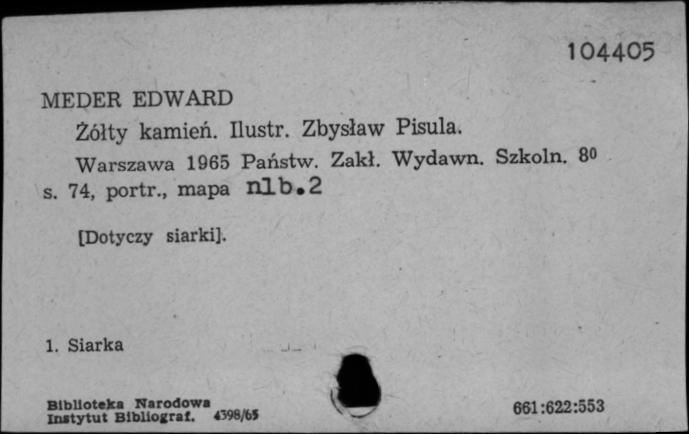 104405
MEDER EDWARD
Żółty kamień. Ilustr. Zbysław Pisula.
Warszawa 1965 Państw. Zakł. Wydawn. Szkoln. 8⁰
s. 74, portr., mapa nlb.2
[Dotyczy siarki].
1. Siarka
Biblioteka Narodowa
Instytut Bibliograf. 4398/65
661:622:553